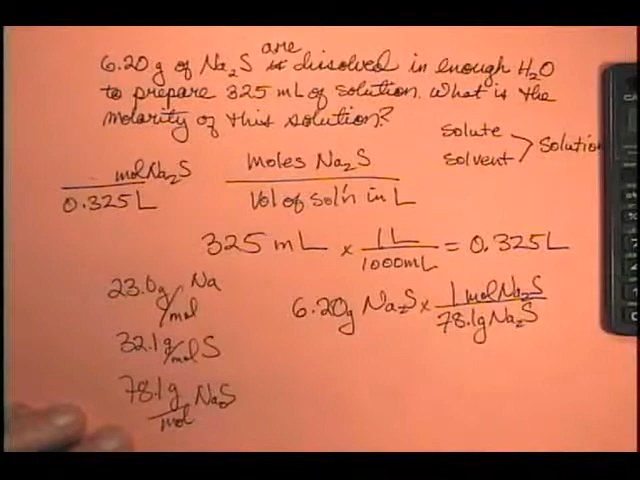 6.20 g of Na2S are is dissolved in enough H2O
to prepare 325 mL of solution. What is the
molarity of this solution?
solute
solvent > solution
mol Na2S / 0.325 L
moles Na2S / Vol of sol'n in L
325 mL x 1 L / 1000 mL = 0.325 L
23.0 g/mol Na
6.20g Na2S x 1 mol Na2S / 78.1g Na2S
32.1 g/mol S
78.1 g/mol Na2S